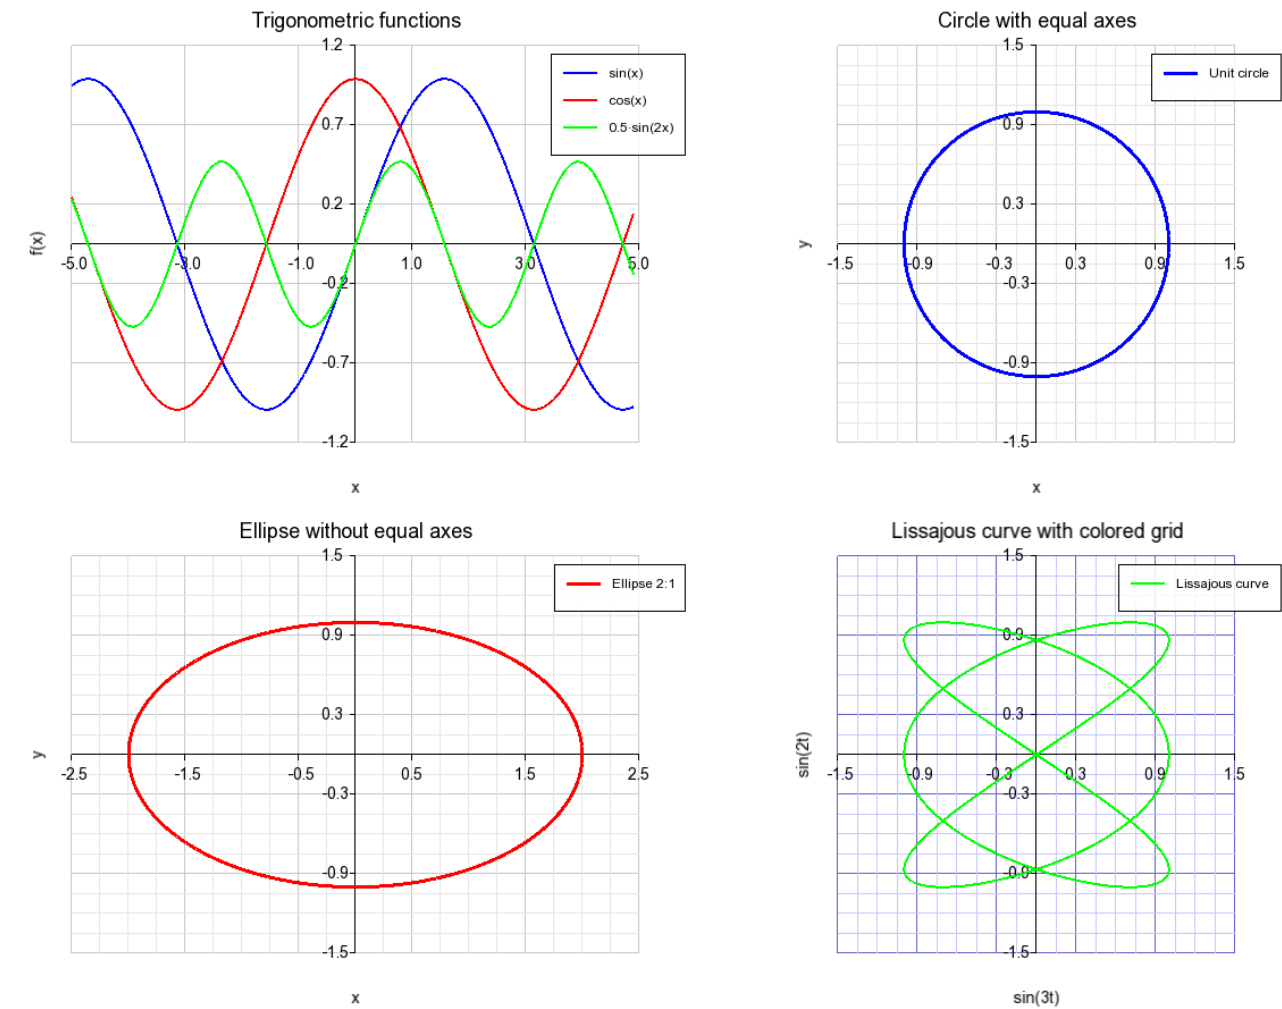 Trigonometric functions
1.2
0.7
0.2
-0.2
-0.7
-1.2
-5.0 -3.0 -1.0 1.0 3.0 5.0
f(x)
x
sin(x)
cos(x)
0.5·sin(2x)
Circle with equal axes
1.5
0.9
0.3
-0.3
-0.9
-1.5
-1.5 -0.9 -0.3 0.3 0.9 1.5
y
x
Unit circle
Ellipse without equal axes
1.5
0.9
0.3
-0.3
-0.9
-1.5
-2.5 -1.5 -0.5 0.5 1.5 2.5
y
x
Ellipse 2:1
Lissajous curve with colored grid
1.5
0.9
0.3
-0.3
-0.9
-1.5
-1.5 -0.9 -0.3 0.3 0.9 1.5
sin(2t)
sin(3t)
Lissajous curve